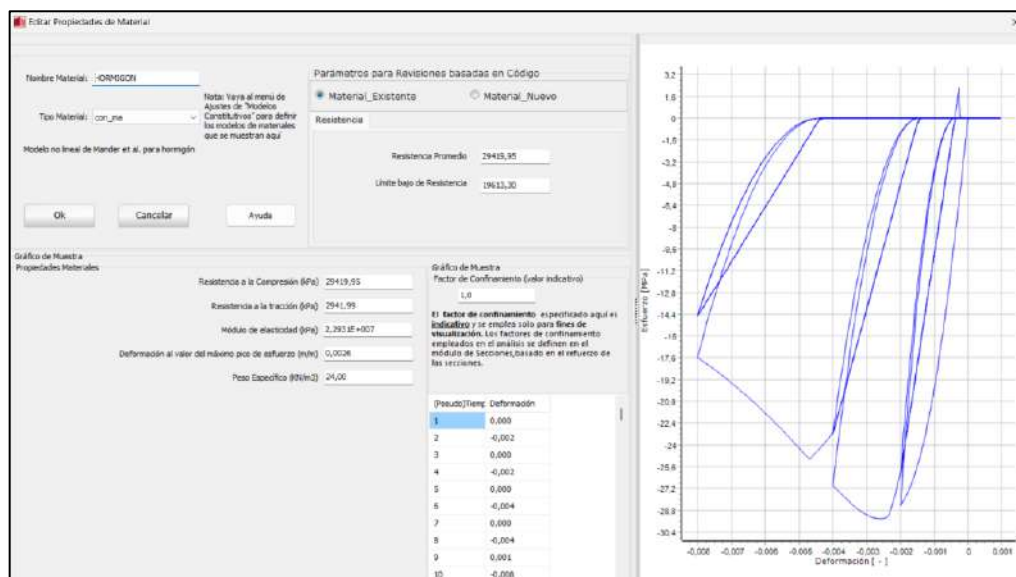 Editar Propiedades de Material
Nombre Material: HORMIGON
Tipo Material: con_ma
Nota: Vaya al menú de
Ajustes de "Modelos
Constitutivos" para definir
los modelos de materiales
que se muestran aquí
Modelo no lineal de Mander et al. para hormigón
Ok
Cancelar
Ayuda
Parámetros para Revisiones basadas en Código
Material_Existente
Material_Nuevo
Resistencia
Resistencia Promedio 29419,95
Límite bajo de Resistencia 19613,30
Gráfico de Muestra
Propiedades Materiales
Resistencia a la Compresión (kPa) 29419,95
Resistencia a la tracción (kPa) 2941,99
Módulo de elasticidad (kPa) 2,2931E+007
Deformación al valor del máximo pico de esfuerzo (m/m) 0,0026
Peso Específico (KN/m3) 24,00
Gráfico de Muestra
Factor de Confinamiento (valor indicativo)
1,0
El factor de confinamiento especificado aquí es
indicativo y se emplea solo para fines de
visualización. Los factores de confinamiento
empleados en el análisis se definen en el
módulo de Secciones,basado en el refuerzo de
las secciones.
(Pseudo)Tiemp Deformación
1 0,000
2 -0,002
3 0,000
4 -0,002
5 0,000
6 -0,004
7 0,000
8 -0,004
9 0,001
10 -0,008
3,2
1,6
0
-1,6
-3,2
-4,8
-6,4
-8
-9,6
-11,2
-12,8
-14,4
-16
-17,6
-19,2
-20,8
-22,4
-24
-25,6
-27,2
-28,8
-30,4
Esfuerzo [MPa]
-0,008 -0,007 -0,006 -0,005 -0,004 -0,003 -0,002 -0,001 0 0,001
Deformación [ - ]